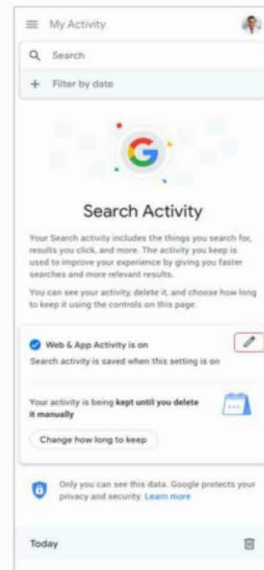 My Activity
Search
+ Filter by date
Search Activity
Your Search activity includes the things you search for,
results you click, and more. The activity you keep is
used to improve your experience by giving you faster
searches and more relevant results.
You can see your activity, delete it, and choose how long
to keep it using the controls on this page.
Web & App Activity is on
Search activity is saved when this setting is on
Your activity is being kept until you delete
it manually
Change how long to keep
Only you can see this data. Google protects your
privacy and security. Learn more
Today